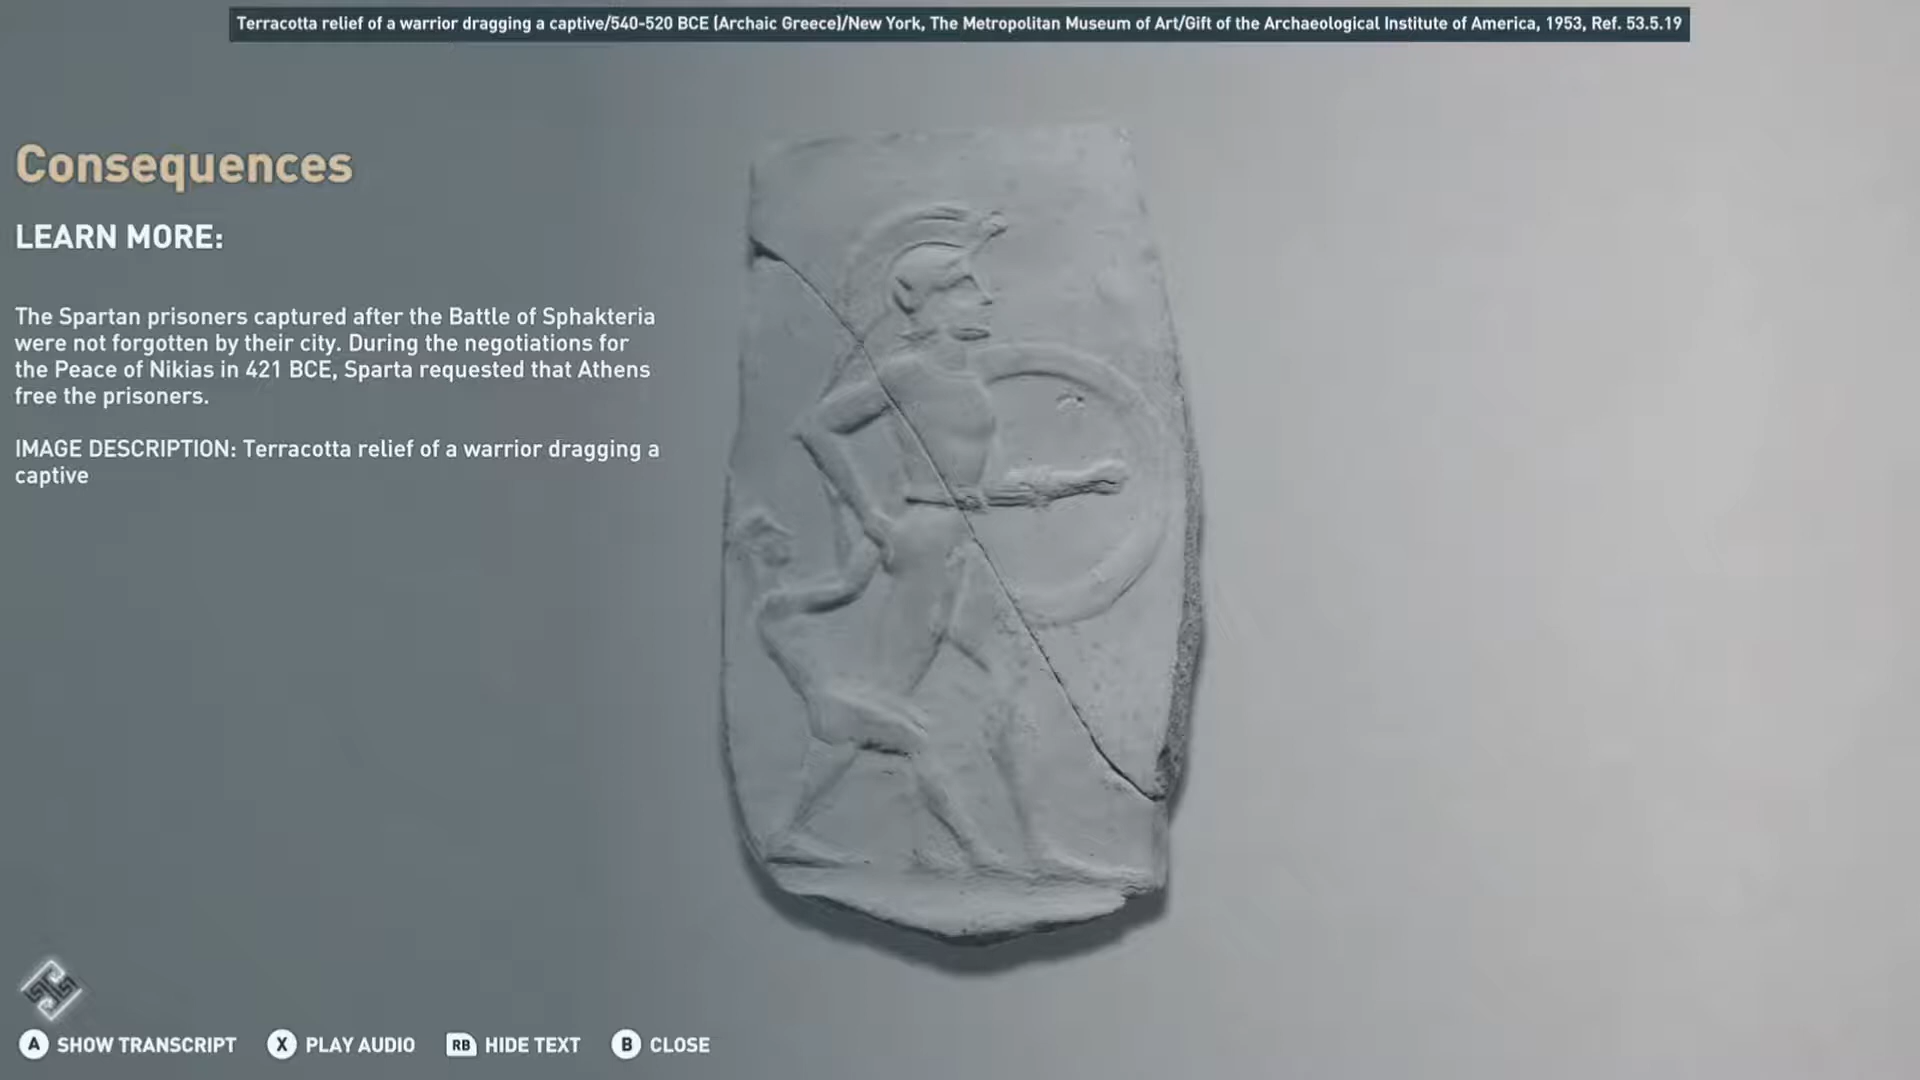 Terracotta relief of a warrior dragging a captive/540-520 BCE (Archaic Greece)/New York, The Metropolitan Museum of Art/Gift of the Archaeological Institute of America, 1953, Ref. 53.5.19
Consequences
LEARN MORE:
The Spartan prisoners captured after the Battle of Sphakteria
were not forgotten by their city. During the negotiations for
the Peace of Nikias in 421 BCE, Sparta requested that Athens
free the prisoners.
IMAGE DESCRIPTION: Terracotta relief of a warrior dragging a
captive
A SHOW TRANSCRIPT X PLAY AUDIO RB HIDE TEXT B CLOSE